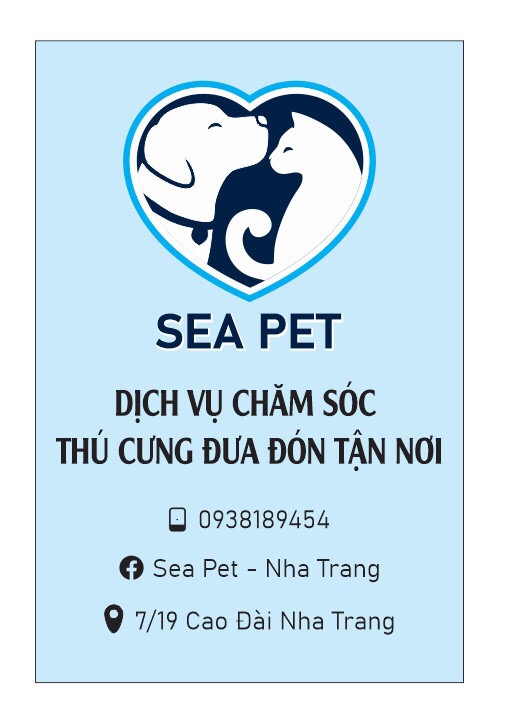 SEA PET
DỊCH VỤ CHĂM SÓC
THÚ CƯNG ĐƯA ĐÓN TẬN NƠI
0938189454
Sea Pet - Nha Trang
7/19 Cao Đài Nha Trang